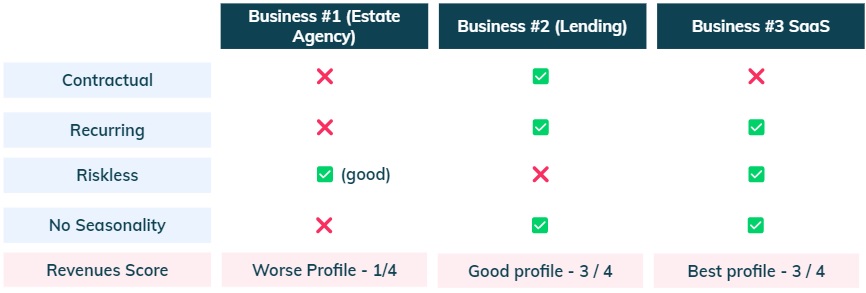 Business #1 (Estate
Agency)
Business #2 (Lending)
Business #3 SaaS
Contractual
Recurring
Riskless
(good)
No Seasonality
Revenues Score
Worse Profile - 1/4
Good profile - 3 / 4
Best profile - 3 / 4